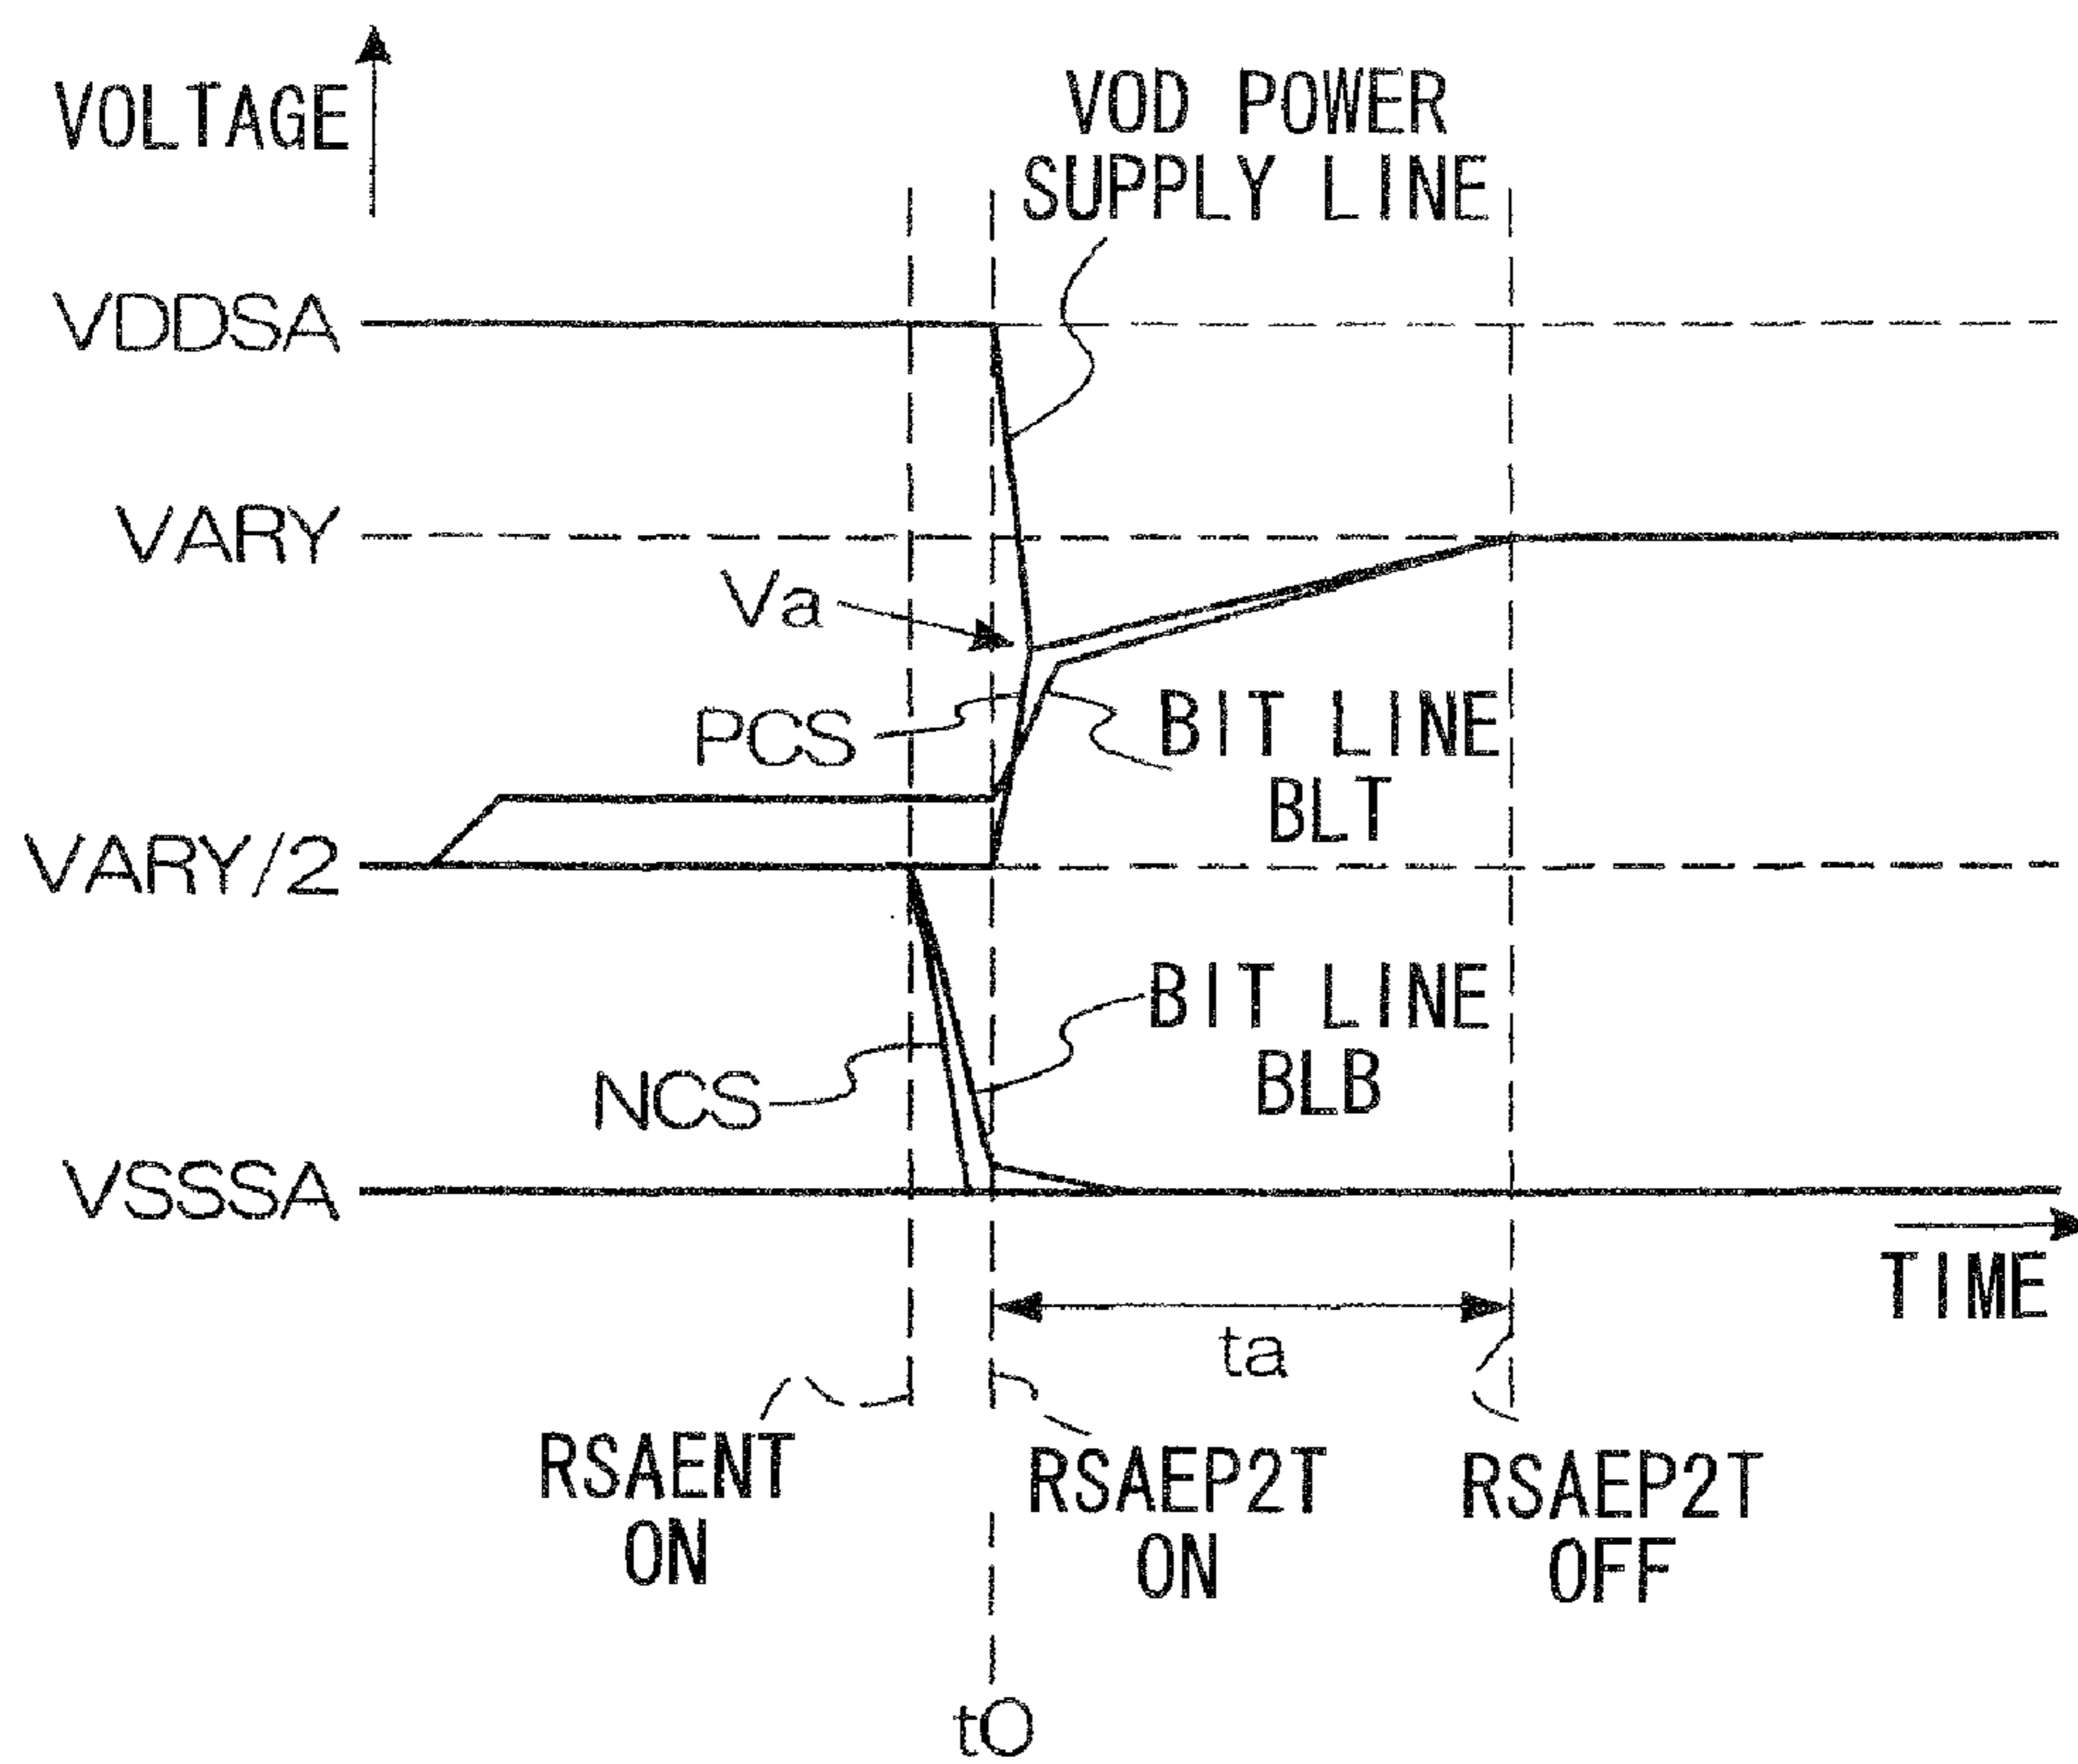 VOLTAGE
VOD POWER
SUPPLY LINE
VDDSA
VARY
Va
PCS
BIT LINE
BLT
VARY/2
BIT LINE
BLB
NCS
VSSSA
TIME
ta
RSAENT
ON
RSAEP2T
ON
RSAEP2T
OFF
t0